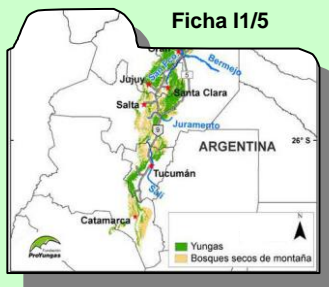 Ficha I1/5
Bermejo
Jujuy
Santa Clara
Salta
Juramento
26° S
ARGENTINA
Tucumán
Salí
Catamarca
N
Yungas
Bosques secos de montaña
Fundación
ProYungas